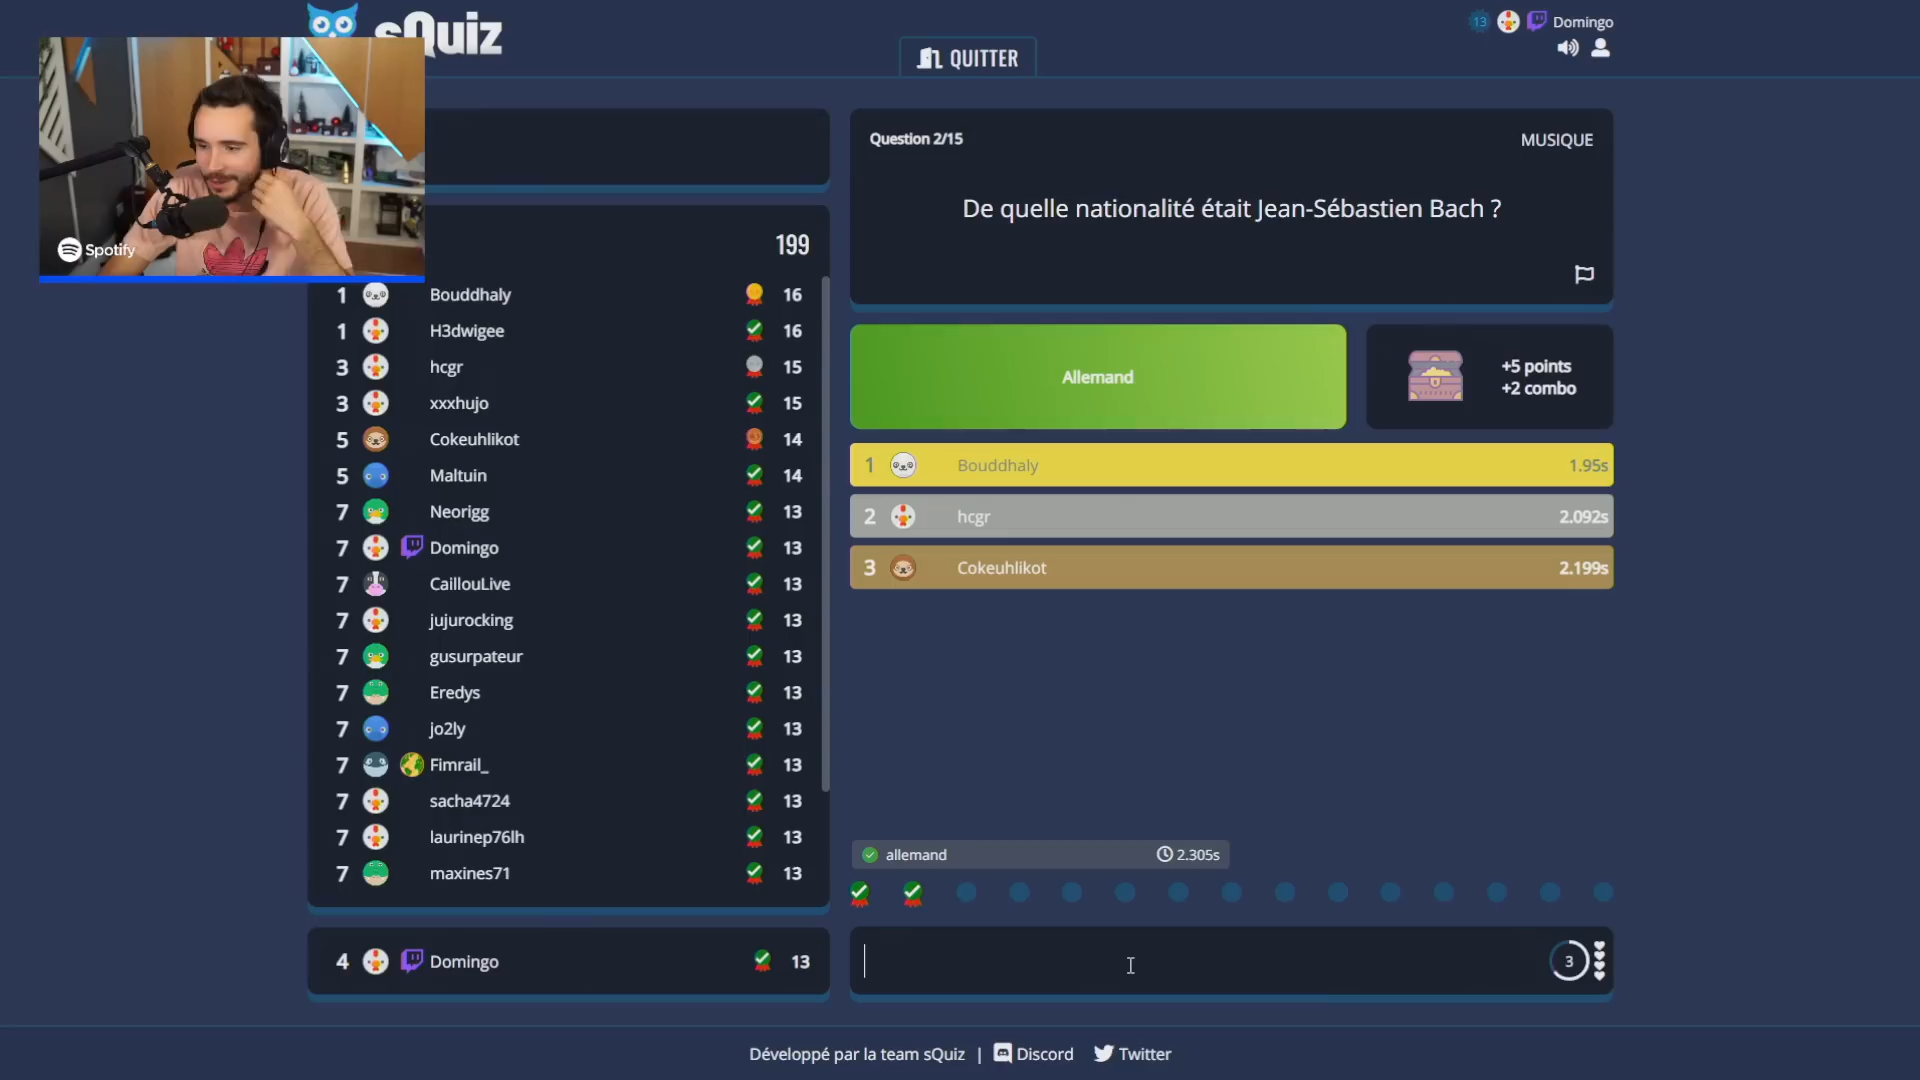 sQuiz
QUITTER
13 Domingo
Spotify
199
1 Bouddhaly 16
1 H3dwigee 16
3 hcgr 15
3 xxxhujo 15
5 Cokeuhlikot 14
5 Maltuin 14
7 Neorigg 13
7 Domingo 13
7 CaillouLive 13
7 jujurocking 13
7 gusurpateur 13
7 Eredys 13
7 jo2ly 13
7 Fimrail_ 13
7 sacha4724 13
7 laurinep76lh 13
7 maxines71 13
4 Domingo 13
Question 2/15 MUSIQUE
De quelle nationalité était Jean-Sébastien Bach ?
Allemand
+5 points
+2 combo
1 Bouddhaly 1.95s
2 hcgr 2.092s
3 Cokeuhlikot 2.199s
allemand 2.305s
3
Développé par la team sQuiz | Discord Twitter